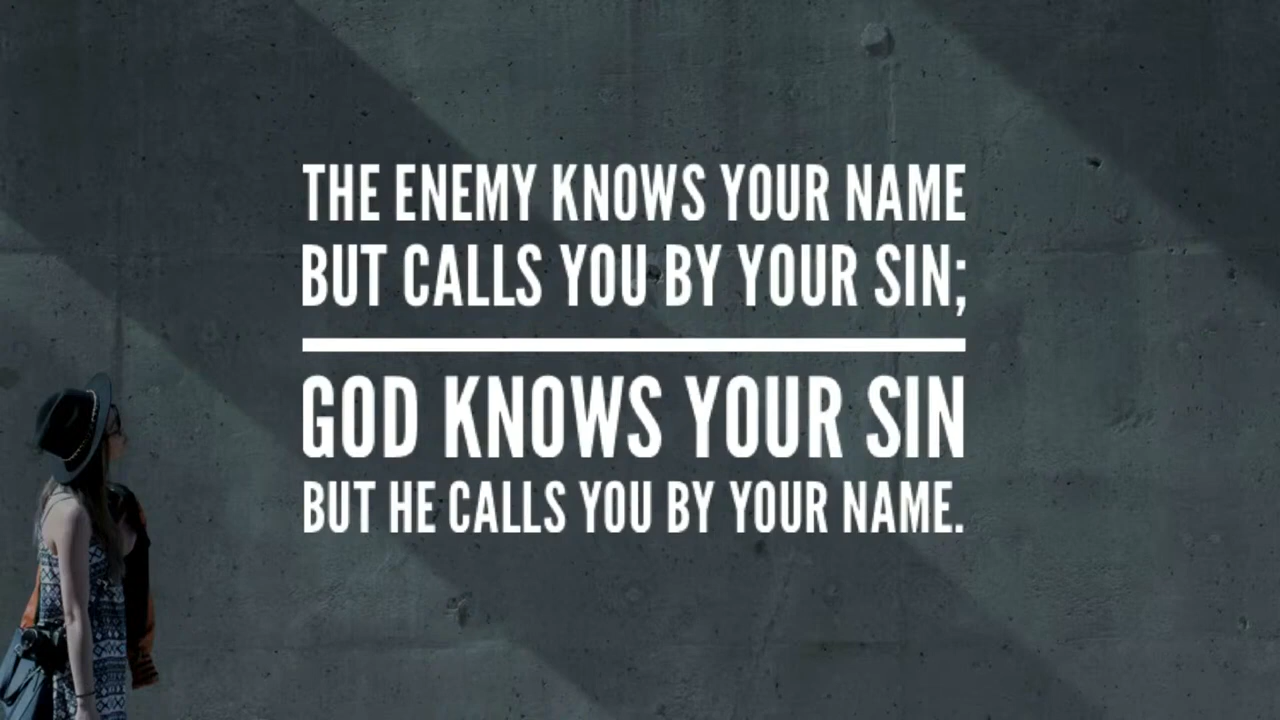 THE ENEMY KNOWS YOUR NAME
BUT CALLS YOU BY YOUR SIN;
GOD KNOWS YOUR SIN
BUT HE CALLS YOU BY YOUR NAME.